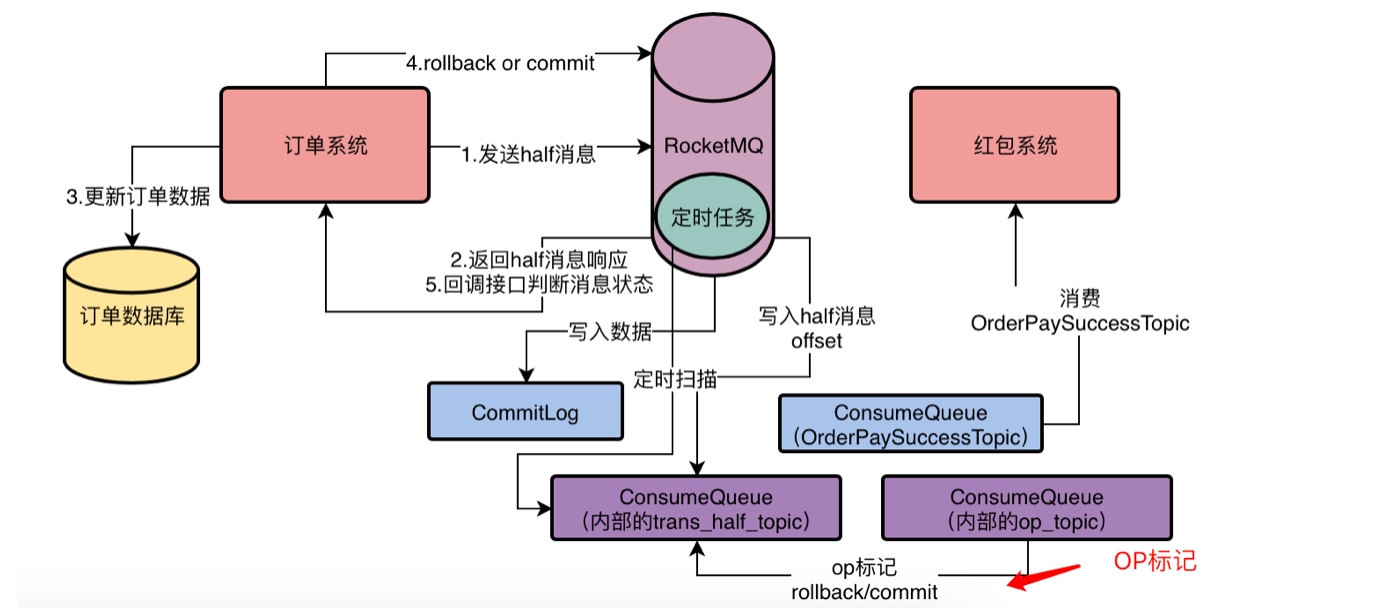 4.rollback or commit
订单系统
1.发送half消息
RocketMQ
红包系统
3.更新订单数据
定时任务
2.返回half消息响应
5.回调接口判断消息状态
订单数据库
写入数据
写入half消息
offset
消费
OrderPaySuccessTopic
定时扫描
CommitLog
ConsumeQueue
（OrderPaySuccessTopic）
ConsumeQueue
（内部的trans_half_topic）
ConsumeQueue
（内部的op_topic）
op标记
rollback/commit
OP标记